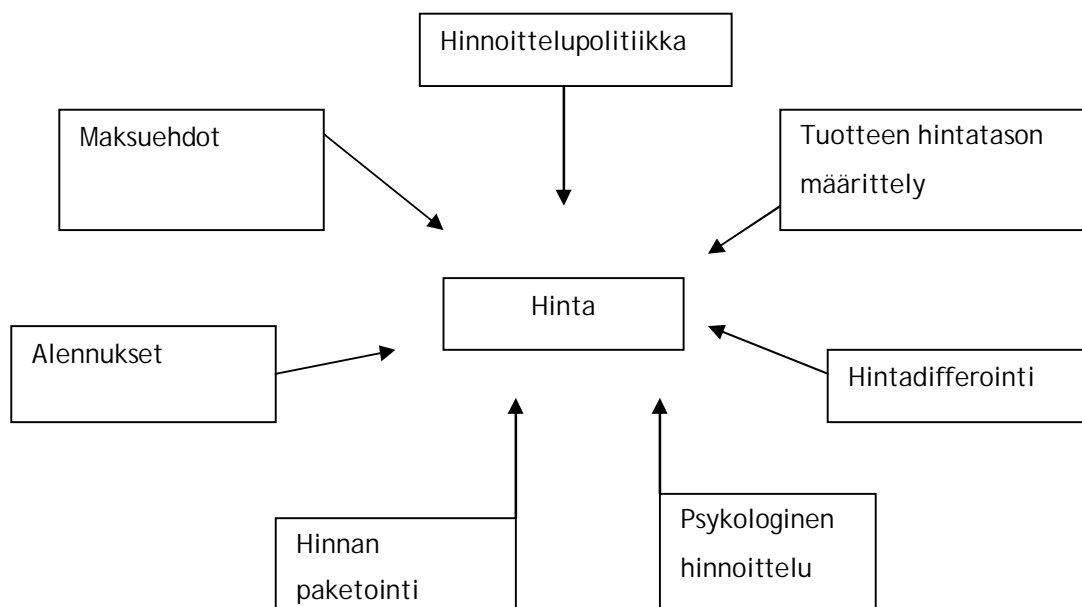 Hinnoittelupolitiikka
Maksuehdot
Tuotteen hintatason
määrittely
Hinta
Alennukset
Hintadifferointi
Hinnan
paketointi
Psykologinen
hinnoittelu